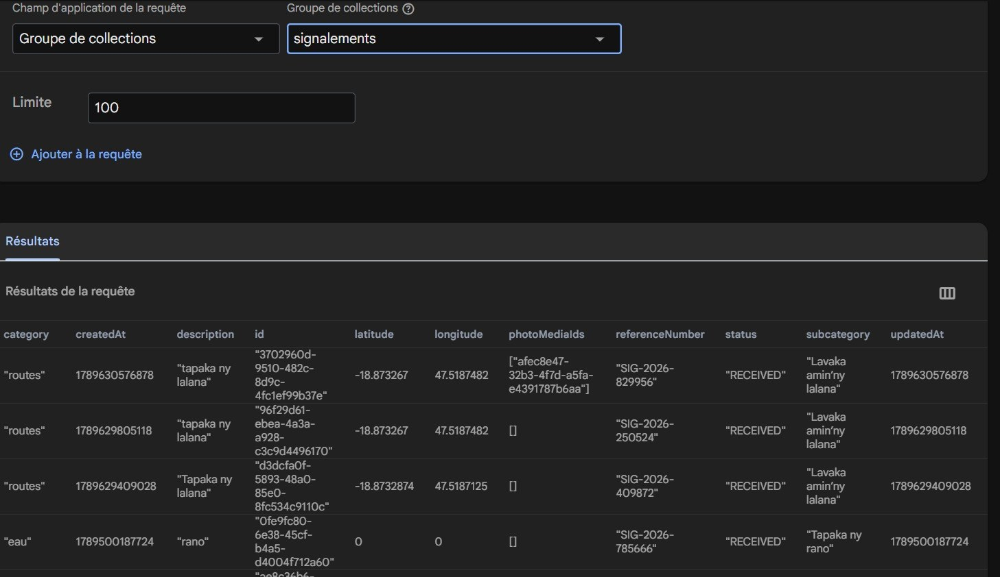 Champ d'application de la requête
Groupe de collections
Groupe de collections
signalements
Limite
100
Ajouter à la requête
Résultats
Résultats de la requête
category createdAt description id latitude longitude photoMediaIds referenceNumber status subcategory updatedAt
"routes"
1789630576878
"tapaka ny
lalana"
"3702960d-
9510-482c-
8d9c-
4fc1ef99b37e"
-18.873267
47.5187482
["afec8e47-
32b3-4f7d-a5fa-
e4391787b6aa"]
"SIG-2026-
829956"
"RECEIVED"
"Lavaka
amin'ny
lalana"
1789630576878
"routes"
1789629805118
"tapaka ny
lalana"
"96f29d61-
ebea-4a3a-
a928-
c3c9d4496170"
-18.873267
47.5187482
[]
"SIG-2026-
250524"
"RECEIVED"
"Lavaka
amin'ny
lalana"
1789629805118
"routes"
1789629409028
"Tapaka ny
lalana"
"d3dcfa0f-
5893-48a0-
85e0-
8fc534c9110c"
-18.8732874
47.5187125
[]
"SIG-2026-
409872"
"RECEIVED"
"Lavaka
amin'ny
lalana"
1789629409028
"eau"
1789500187724
"rano"
"0fe9fc80-
6e38-45cf-
b4a5-
d4004f712a60"
0
0
[]
"SIG-2026-
785666"
"RECEIVED"
"Tapaka ny
rano"
1789500187724